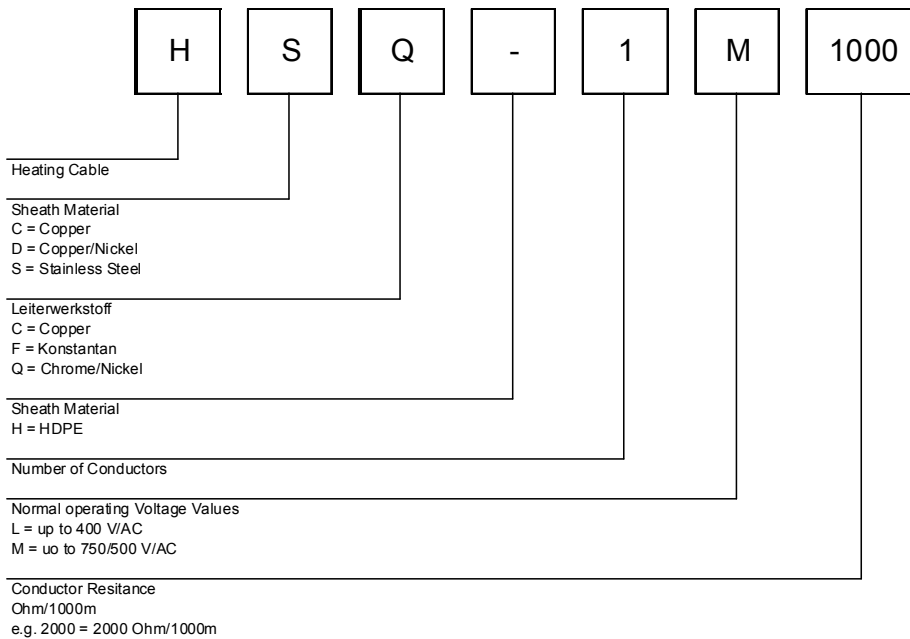 H S Q - 1 M 1000
Heating Cable
Sheath Material
C = Copper
D = Copper/Nickel
S = Stainless Steel
Leiterwerkstoff
C = Copper
F = Konstantan
Q = Chrome/Nickel
Sheath Material
H = HDPE
Number of Conductors
Normal operating Voltage Values
L = up to 400 V/AC
M = uo to 750/500 V/AC
Conductor Resitance
Ohm/1000m
e.g. 2000 = 2000 Ohm/1000m